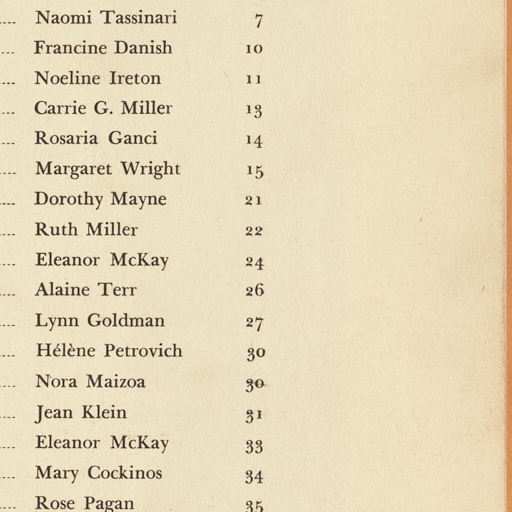 .... Naomi Tassinari 7
... Francine Danish 10
.... Noeline Ireton 11
... Carrie G. Miller 13
.... Rosaria Ganci 14
.... Margaret Wright 15
.... Dorothy Mayne 21
.... Ruth Miller 22
.... Eleanor McKay 24
.... Alaine Terr 26
.... Lynn Goldman 27
.... Hélène Petrovich 30
.... Nora Maizoa 30
.... Jean Klein 31
.... Eleanor McKay 33
.... Mary Cockinos 34
.... Rose Pagan 35